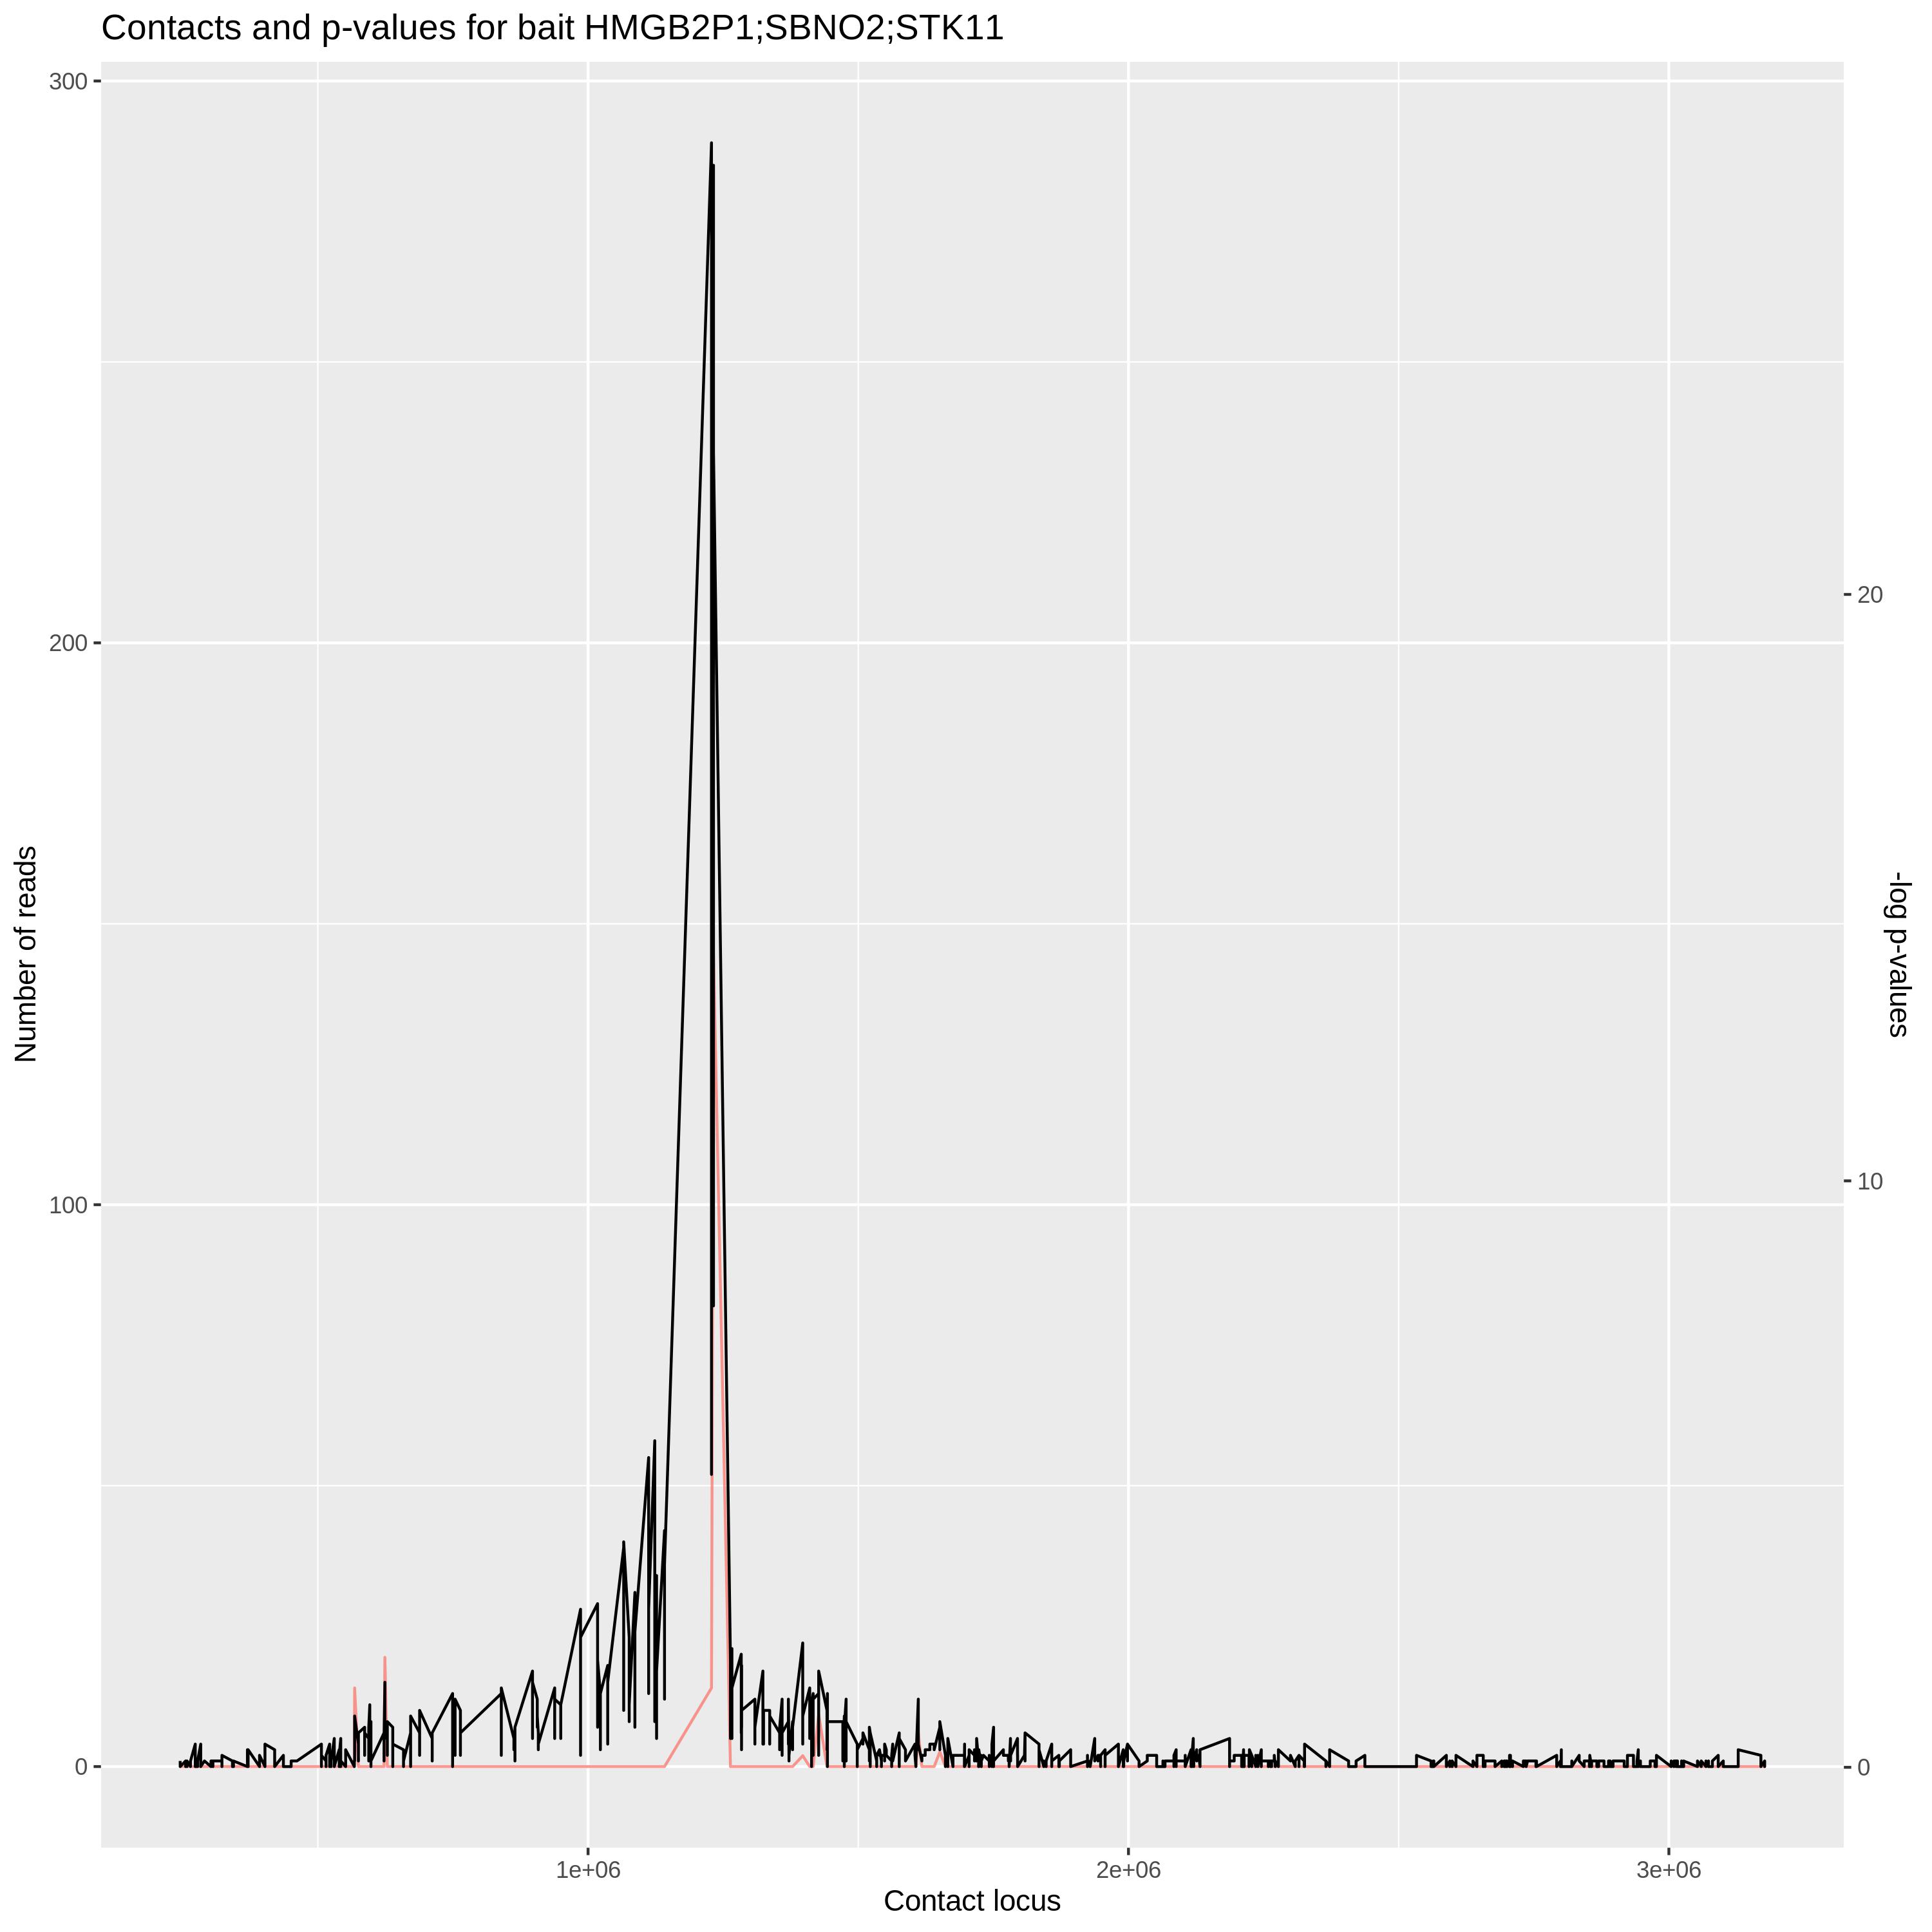 Contacts and p-values for bait HMGB2P1;SBNO2;STK11
300
200
100
0
Number of reads
20
10
0
-log p-values
1e+06
2e+06
3e+06
Contact locus